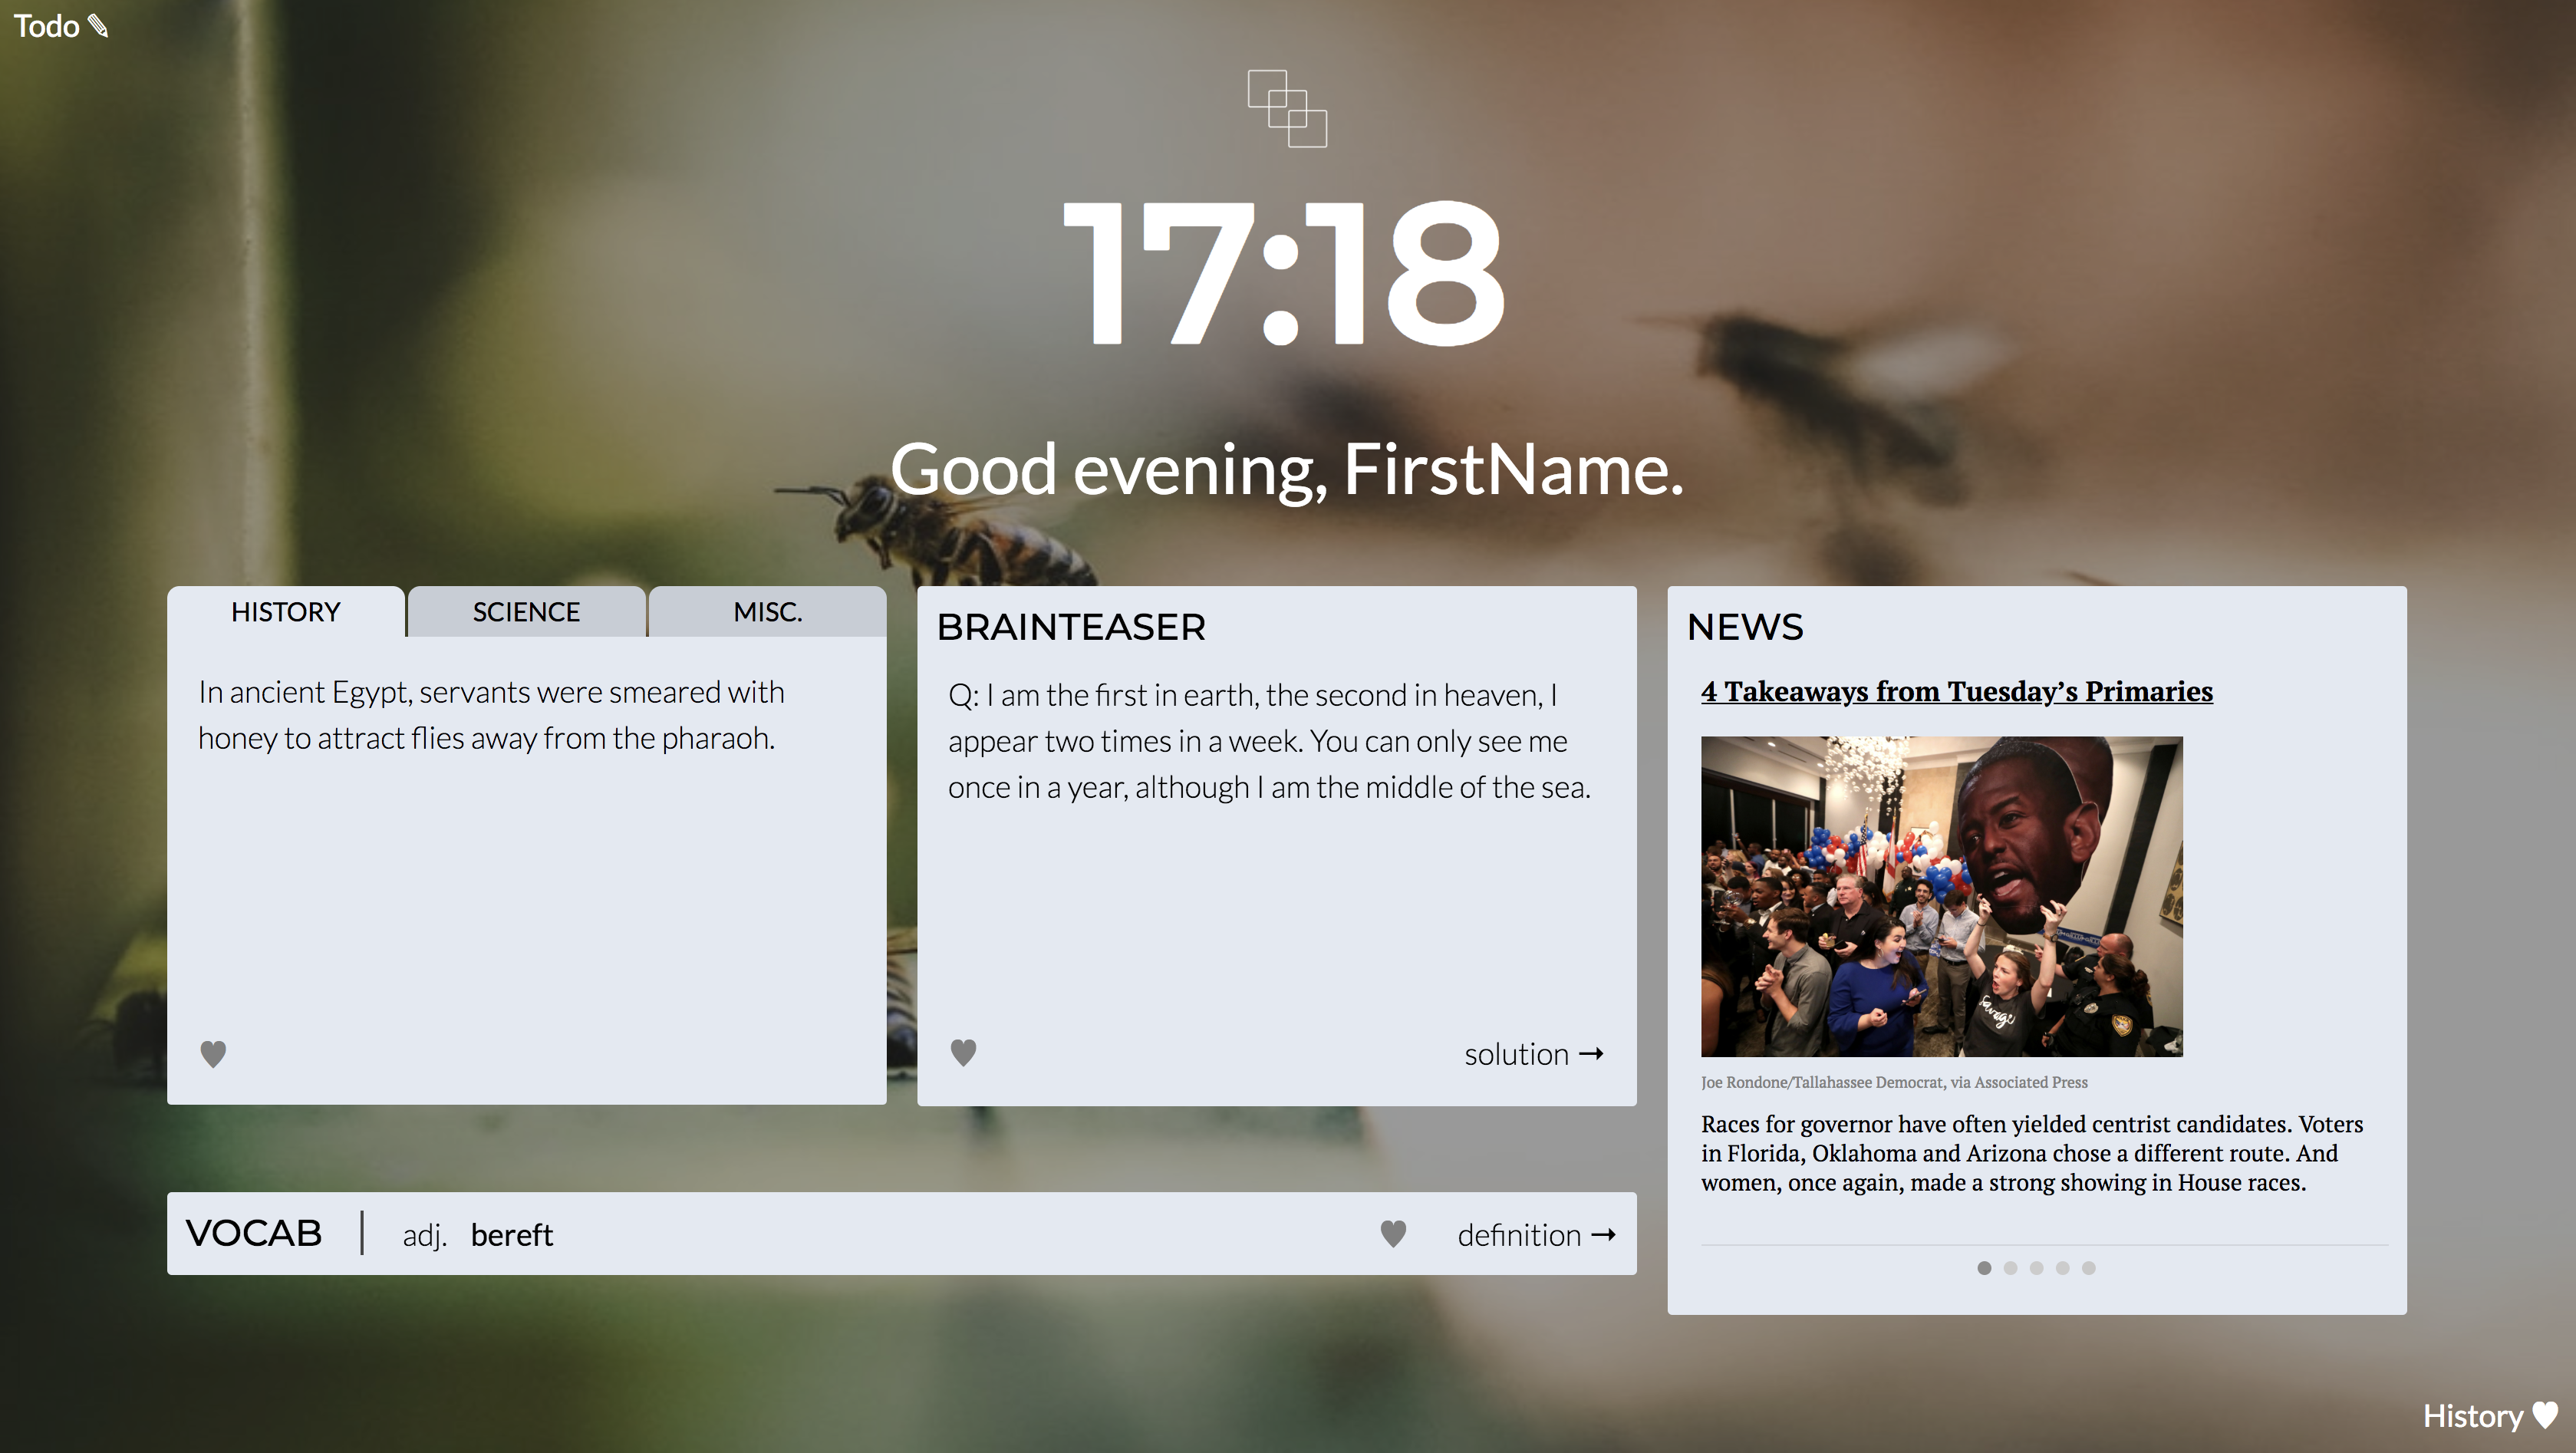 Todo
17:18
Good evening, FirstName.
HISTORY
SCIENCE
MISC.
In ancient Egypt, servants were smeared with
honey to attract flies away from the pharaoh.
BRAINTEASER
Q: I am the first in earth, the second in heaven, I
appear two times in a week. You can only see me
once in a year, although I am the middle of the sea.
solution →
NEWS
4 Takeaways from Tuesday’s Primaries
Savage
Joe Rondone/Tallahassee Democrat, via Associated Press
Races for governor have often yielded centrist candidates. Voters
in Florida, Oklahoma and Arizona chose a different route. And
women, once again, made a strong showing in House races.
VOCAB | adj. bereft
definition →
History